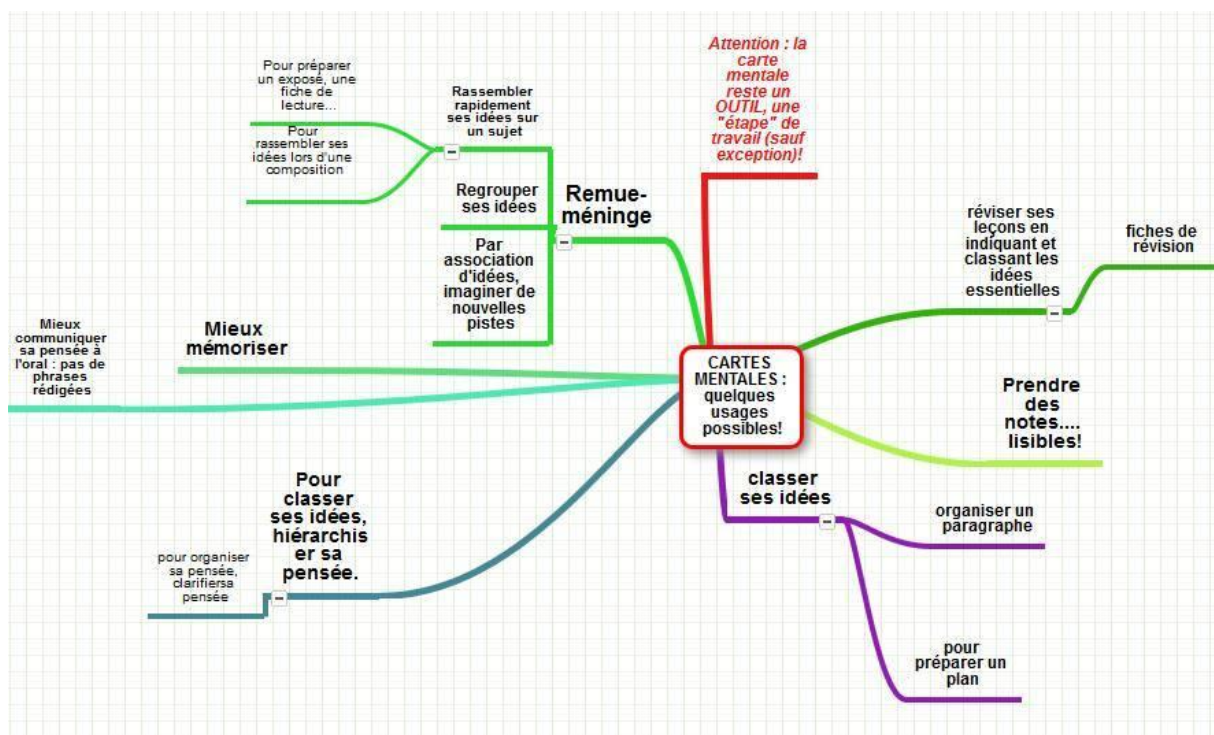 Attention : la
carte
mentale
reste un
OUTIL, une
"étape" de
travail (sauf
exception)!
Pour préparer
un exposé, une
fiche de
lecture...
Pour
rassembler ses
idées lors d'une
composition
Rassembler
rapidement
ses idées sur
un sujet
Regrouper
ses idées
Par
association
d'idées,
imaginer de
nouvelles
pistes
Remue-
méninge
réviser ses
leçons en
indiquant et
classant les
idées
essentielles
fiches de
révision
Mieux
communiquer
sa pensée à
l'oral : pas de
phrases
rédigées
Mieux
mémoriser
CARTES
MENTALES :
quelques
usages
possibles!
Prendre
des
notes....
lisibles!
Pour
classer
ses idées,
hiérarchis
er sa
pensée.
pour organiser
sa pensée,
clarifiersa
pensée
classer
ses idées
organiser un
paragraphe
pour
préparer un
plan